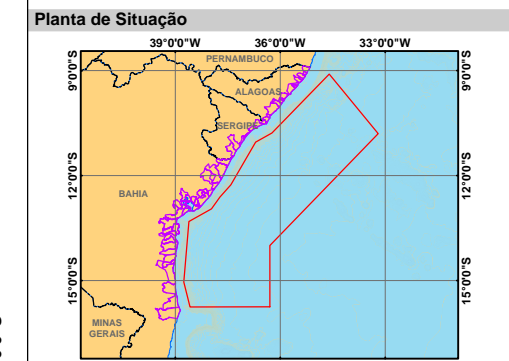 Planta de Situação
39°0'0"W 36°0'0"W 33°0'0"W
9°0'0"S 9°0'0"S
PERNAMBUCO
ALAGOAS
SERGIPE
12°0'0"S 12°0'0"S
BAHIA
15°0'0"S 15°0'0"S
MINAS
GERAIS